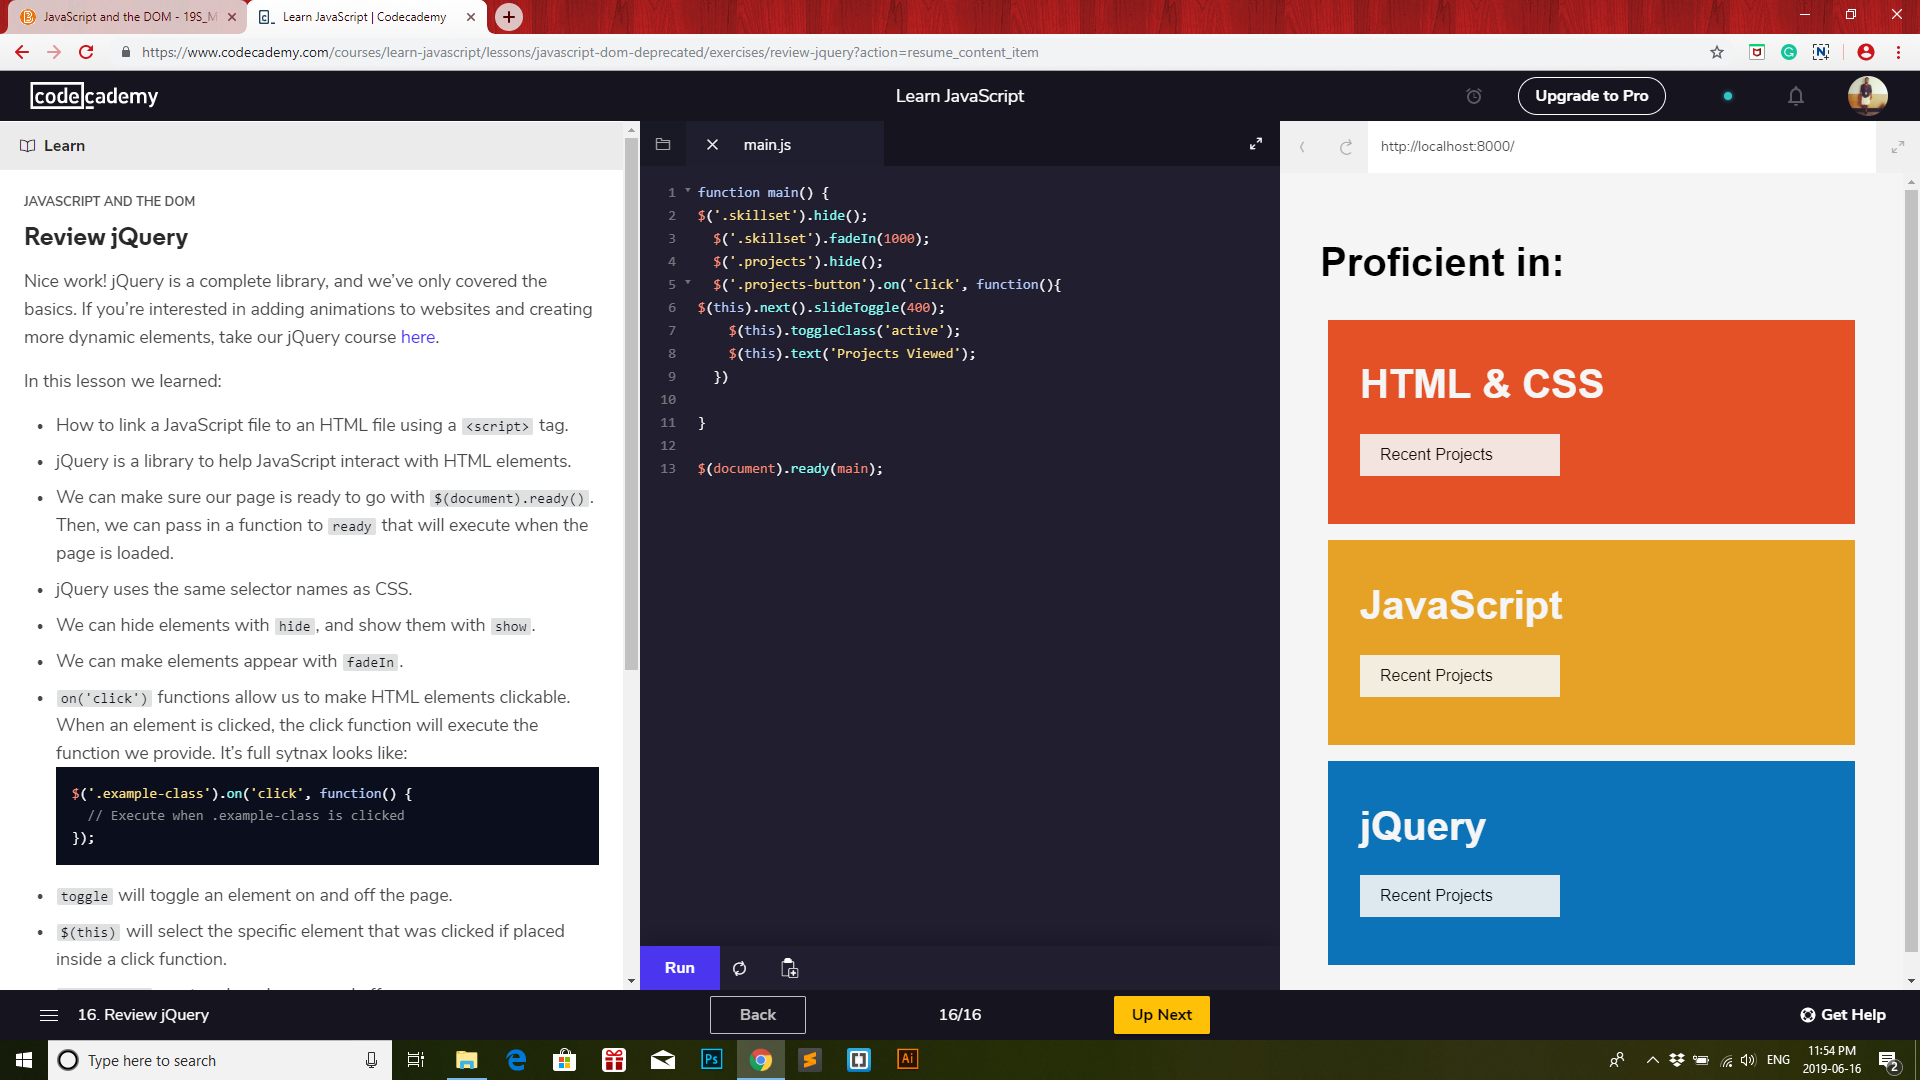 JavaScript and the DOM - 19S_M
Learn JavaScript | Codecademy
https://www.codecademy.com/courses/learn-javascript/lessons/javascript-dom-deprecated/exercises/review-jquery?action=resume_content_item
codecademy
Learn JavaScript
Upgrade to Pro
Learn
main.js
http://localhost:8000/
JAVASCRIPT AND THE DOM
Review jQuery
Nice work! jQuery is a complete library, and we've only covered the
basics. If you're interested in adding animations to websites and creating
more dynamic elements, take our jQuery course here.
In this lesson we learned:
• How to link a JavaScript file to an HTML file using a <script> tag.
• jQuery is a library to help JavaScript interact with HTML elements.
• We can make sure our page is ready to go with $(document).ready().
Then, we can pass in a function to ready that will execute when the
page is loaded.
• jQuery uses the same selector names as CSS.
• We can hide elements with hide, and show them with show.
• We can make elements appear with fadeIn.
• on('click') functions allow us to make HTML elements clickable.
When an element is clicked, the click function will execute the
function we provide. It's full sytnax looks like:
$('.example-class').on('click', function() {
// Execute when .example-class is clicked
});
• toggle will toggle an element on and off the page.
• $(this) will select the specific element that was clicked if placed
inside a click function.
1 function main() {
2 $('.skillset').hide();
3 $('.skillset').fadeIn(1000);
4 $('.projects').hide();
5 $('.projects-button').on('click', function(){
6 $(this).next().slideToggle(400);
7 $(this).toggleClass('active');
8 $(this).text('Projects Viewed');
9 })
10
11 }
12
13 $(document).ready(main);
Proficient in:
HTML & CSS
Recent Projects
JavaScript
Recent Projects
jQuery
Recent Projects
Run
16. Review jQuery
Back
16/16
Up Next
Get Help
Type here to search
Ps
Ai
ENG
11:54 PM
2019-06-16
2